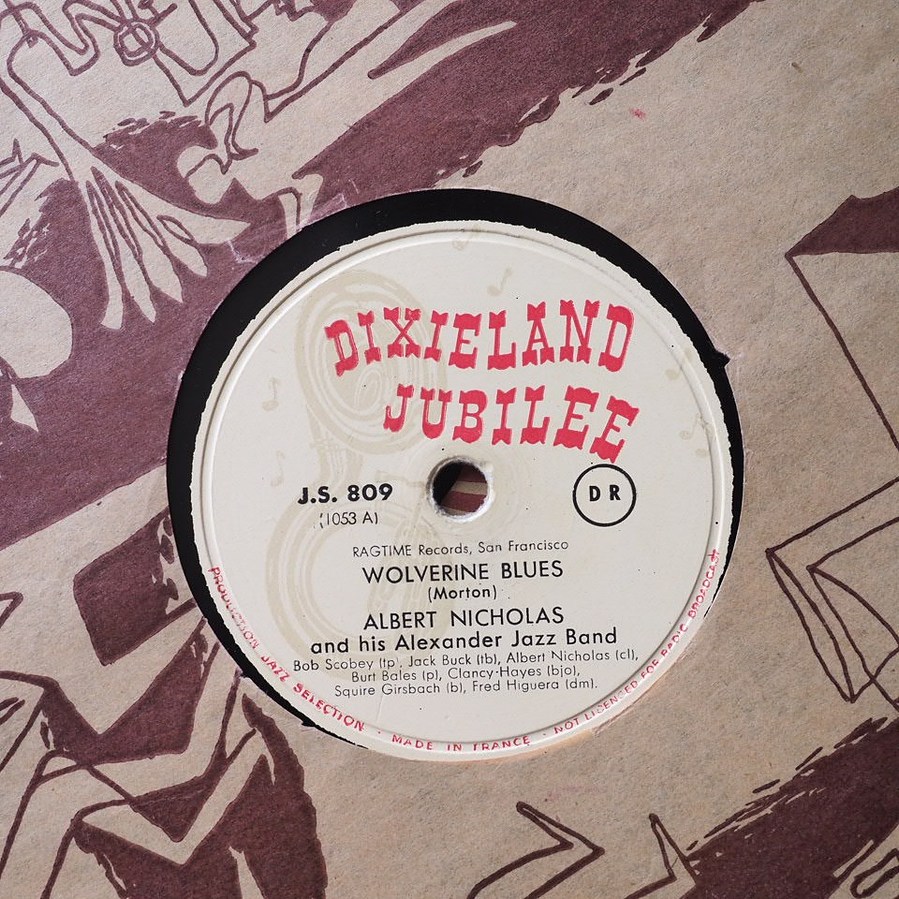 DIXIELAND
JUBILEE
J.S. 809
(1053 A)
D R
RAGTIME Records, San Francisco
WOLVERINE BLUES
(Morton)
ALBERT NICHOLAS
and his Alexander Jazz Band
Bob Scobey (tp), Jack Buck (tb), Albert Nicholas (cl),
Burt Bales (p), Clancy-Hayes (bjo),
Squire Girsbach (b), Fred Higuera (dm).
PRODUCTION JAZZ SELECTION · MADE IN FRANCE · NOT LICENSED FOR RADIO BROADCAST